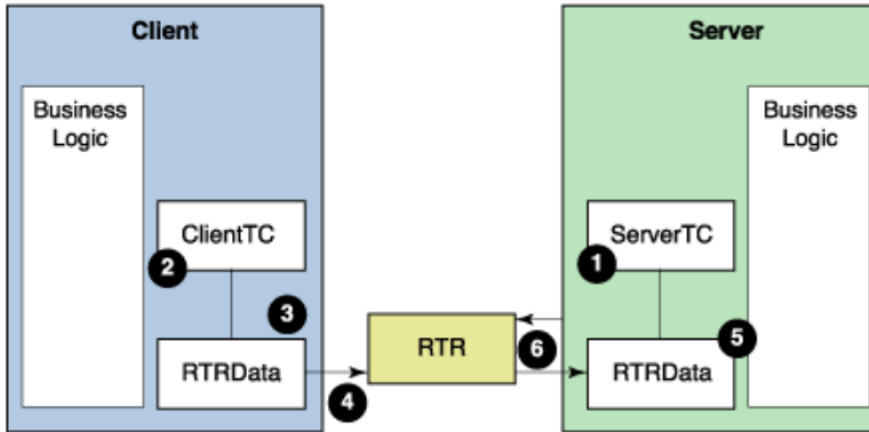 Client
Business
Logic
ClientTC
2
3
RTRData
4
RTR
6
Server
Business
Logic
ServerTC
1
5
RTRData